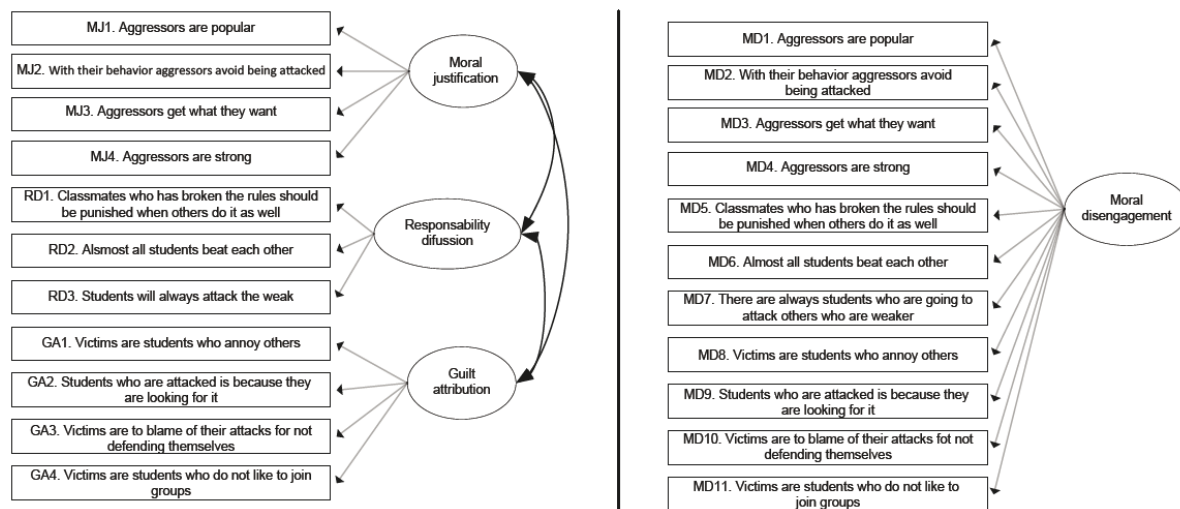 MJ1. Aggressors are popular
MJ2. With their behavior aggressors avoid being attacked
MJ3. Aggressors get what they want
MJ4. Aggressors are strong
RD1. Classmates who has broken the rules should
be punished when others do it as well
RD2. Alsmost all students beat each other
RD3. Students will always attack the weak
GA1. Victims are students who annoy others
GA2. Students who are attacked is because they
are looking for it
GA3. Victims are to blame of their attacks for not
defending themselves
GA4. Victims are students who do not like to join
groups
Moral
justification
Responsability
difussion
Guilt
attribution
MD1. Aggressors are popular
MD2. With their behavior aggressors avoid
being attacked
MD3. Aggressors get what they want
MD4. Aggressors are strong
MD5. Classmates who has broken the rules should
be punished when others do it as well
MD6. Almost all students beat each other
MD7. There are always students who are going to
attack others who are weaker
MD8. Victims are students who annoy others
MD9. Students who are attacked is because they
are looking for it
MD10. Victims are to blame of their attacks fot not
defending themselves
MD11. Victims are students who do not like to
join groups
Moral
disengagement